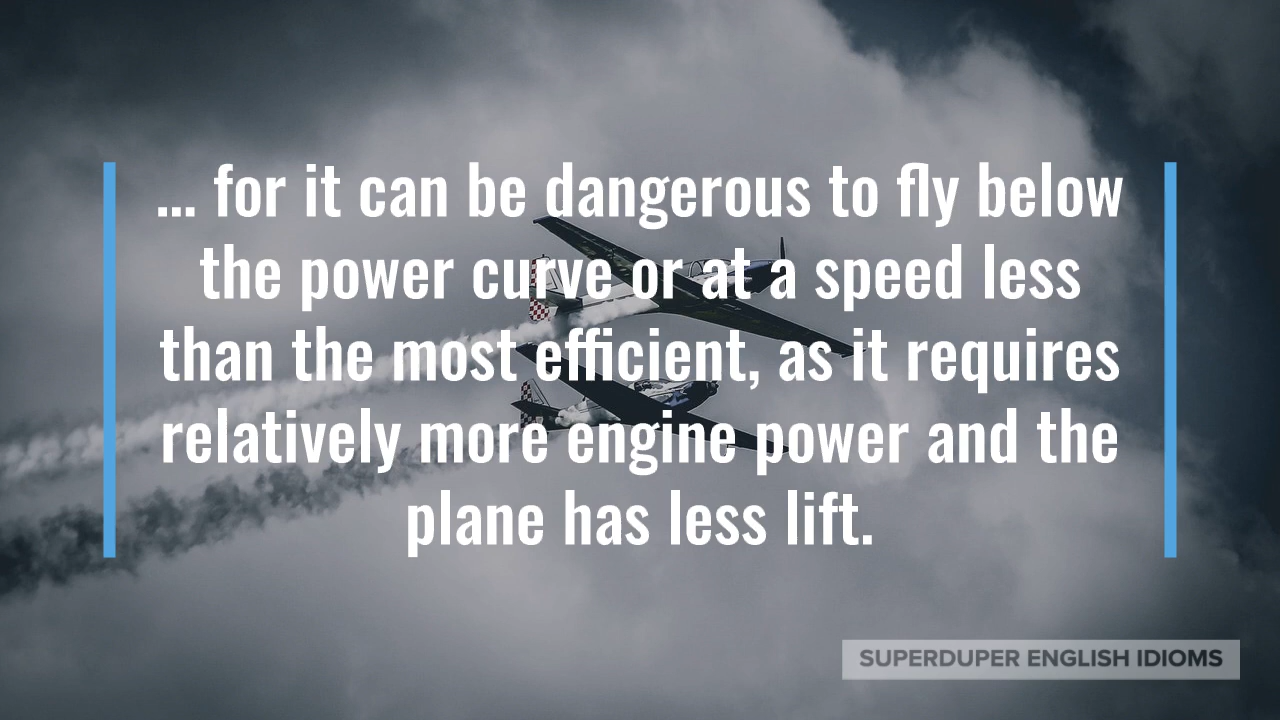 ... for it can be dangerous to fly below
the power curve or at a speed less
than the most efficient, as it requires
relatively more engine power and the
plane has less lift.
SUPERDUPER ENGLISH IDIOMS